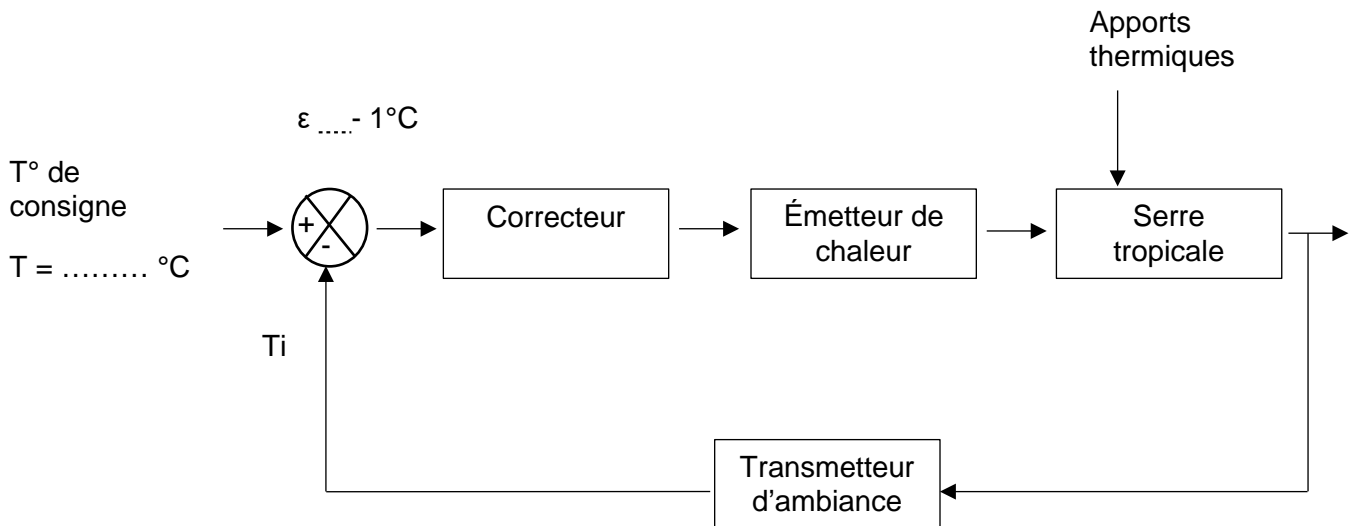 Apports
thermiques
ε .....- 1°C
T° de
consigne
T = ……… °C
+
-
Correcteur
Émetteur de
chaleur
Serre
tropicale
Ti
Transmetteur
d’ambiance